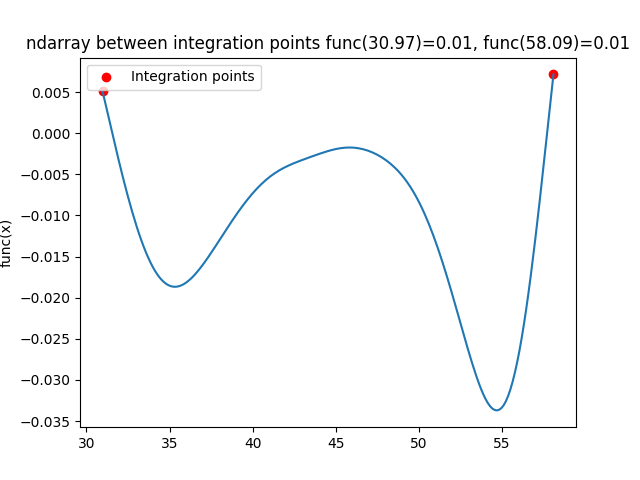 ndarray between integration points func(30.97)=0.01, func(58.09)=0.01
Integration points
0.005
0.000
−0.005
−0.010
−0.015
−0.020
−0.025
−0.030
−0.035
func(x)
30 35 40 45 50 55